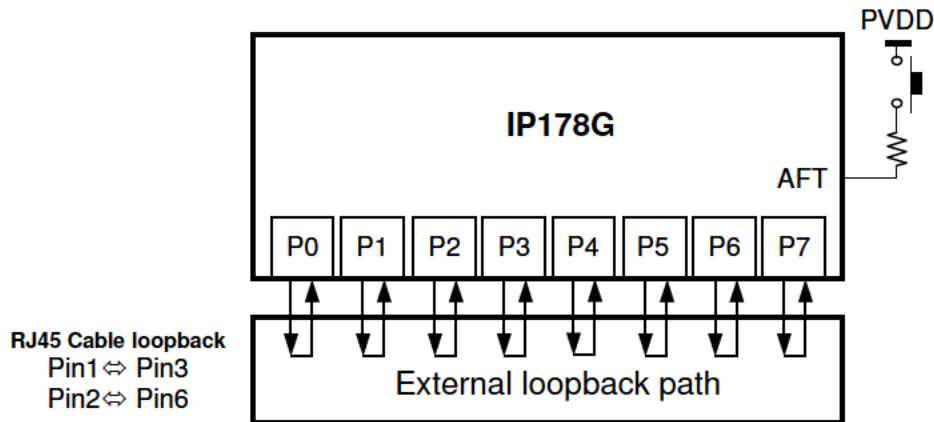 PVDD
IP178G
AFT
P0 P1 P2 P3 P4 P5 P6 P7
RJ45 Cable loopback
Pin1⇔ Pin3
Pin2⇔ Pin6
External loopback path